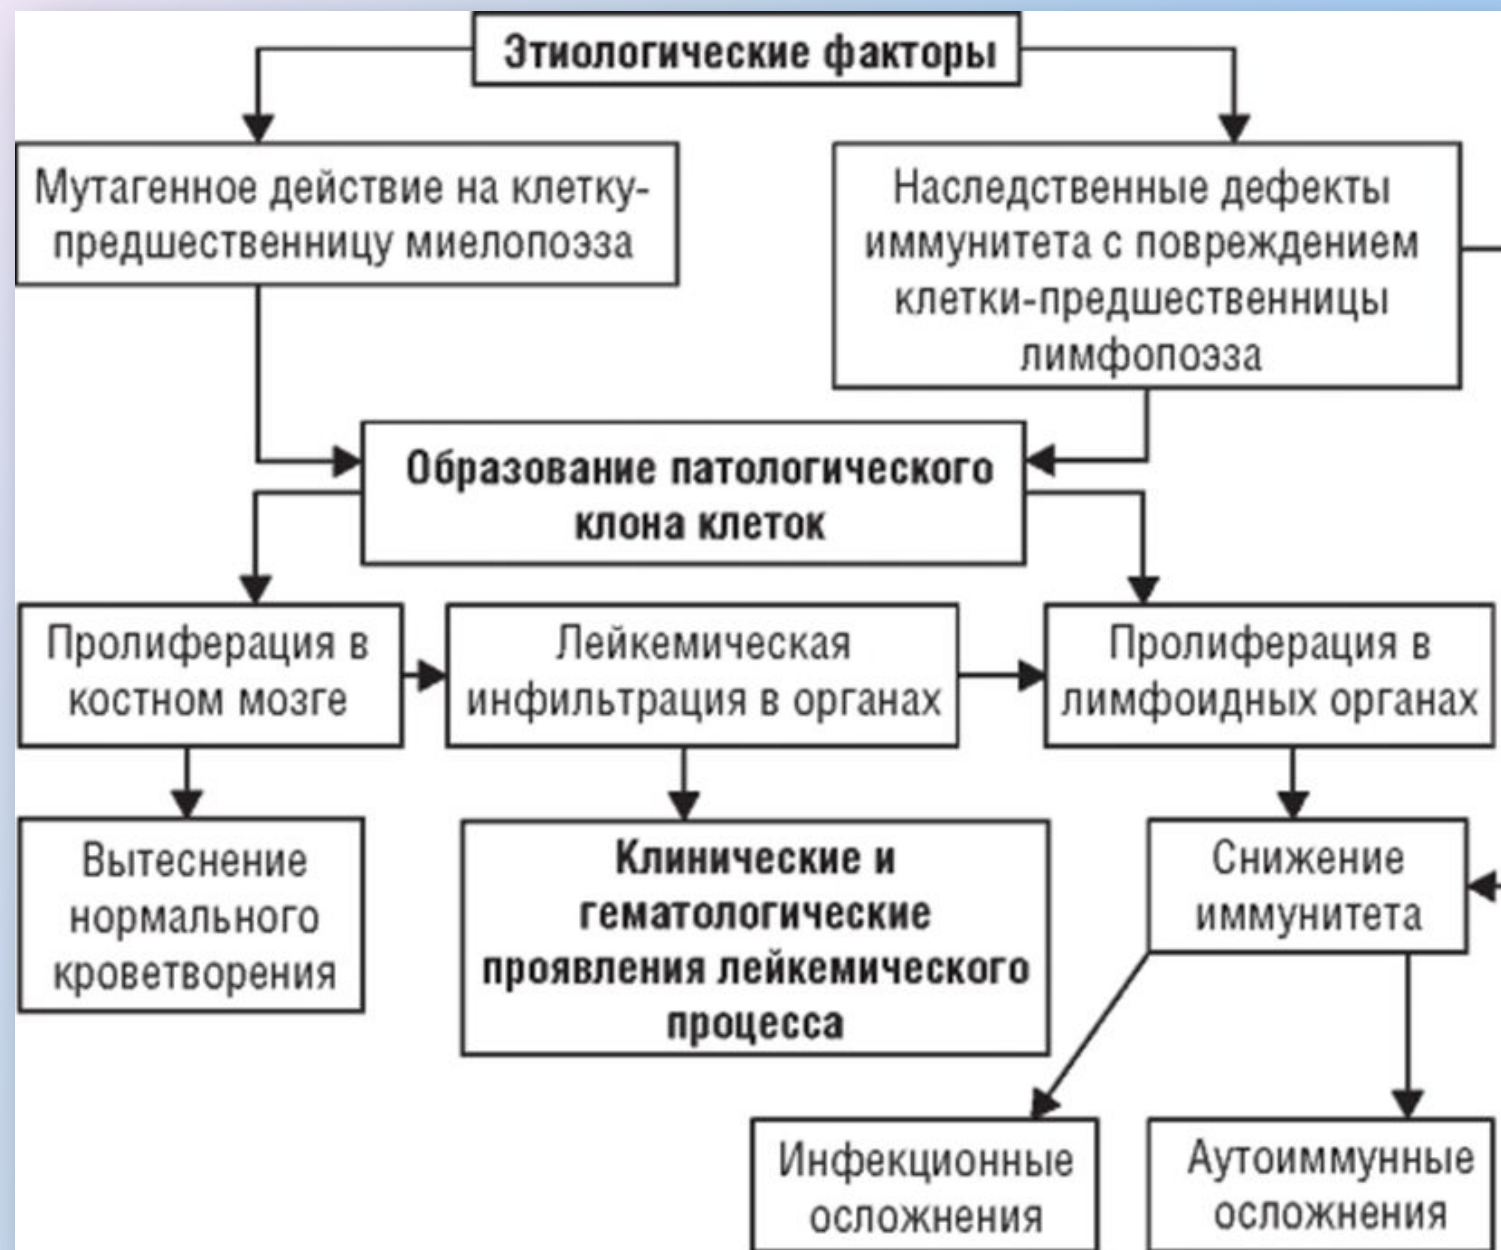 Этиологические факторы
Мутагенное действие на клетку-
предшественницу миелопоэза
Наследственные дефекты
иммунитета с повреждением
клетки-предшественницы
лимфопоэза
Образование патологического
клона клеток
Пролиферация в
костном мозге
Лейкемическая
инфильтрация в органах
Пролиферация в
лимфоидных органах
Вытеснение
нормального
кроветворения
Клинические и
гематологические
проявления лейкемического
процесса
Снижение
иммунитета
Инфекционные
осложнения
Аутоиммунные
осложнения